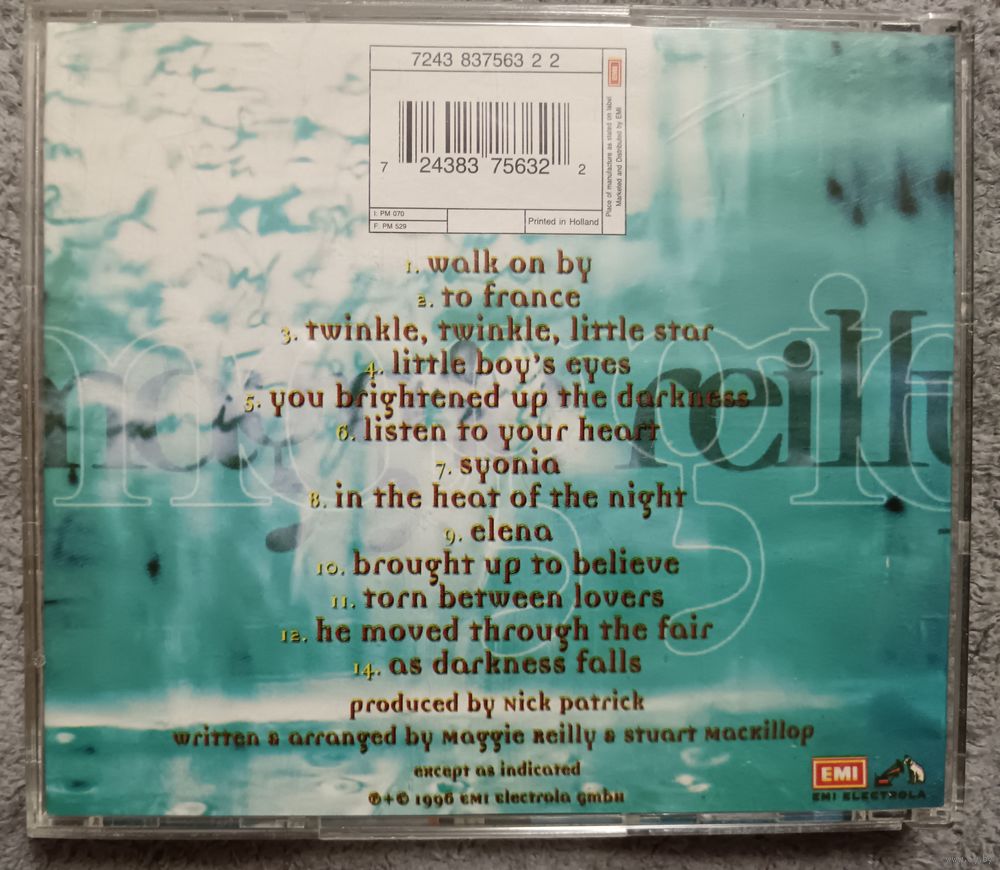 7243 837563 2 2
7 24383 75632 2
Place of manufacture as stated on label
Marketed and Distributed by EMI
I: PM 070
F: PM 529
Printed in Holland
1. walk on by
2. to france
3. twinkle, twinkle, little star
4. little boy's eyes
5. you brightened up the darkness
6. listen to your heart
7. syonia
8. in the heat of the night
9. elena
10. brought up to believe
11. torn between lovers
12. he moved through the fair
14. as darkness falls
reilly
produced by Nick Patrick
written & arranged by Maggie Reilly & Stuart MacKillop
except as indicated
℗+© 1996 EMI Electrola GmbH
EMI
EMI ELECTROLA